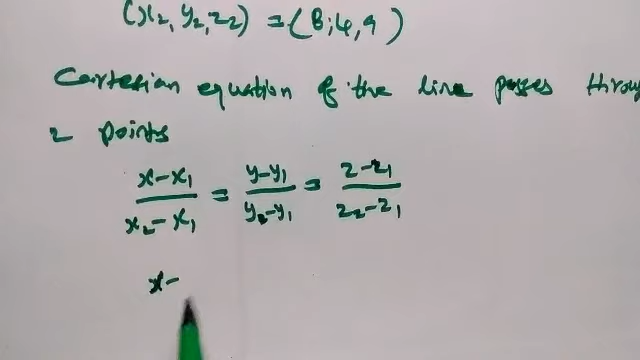 (x₂, y₂, z₂) = (8, 4, 9)
Cartesian equation of the line passes throu
2 points
x-x₁ / x₂-x₁ = y-y₁ / y₂-y₁ = z-z₁ / z₂-z₁
x-